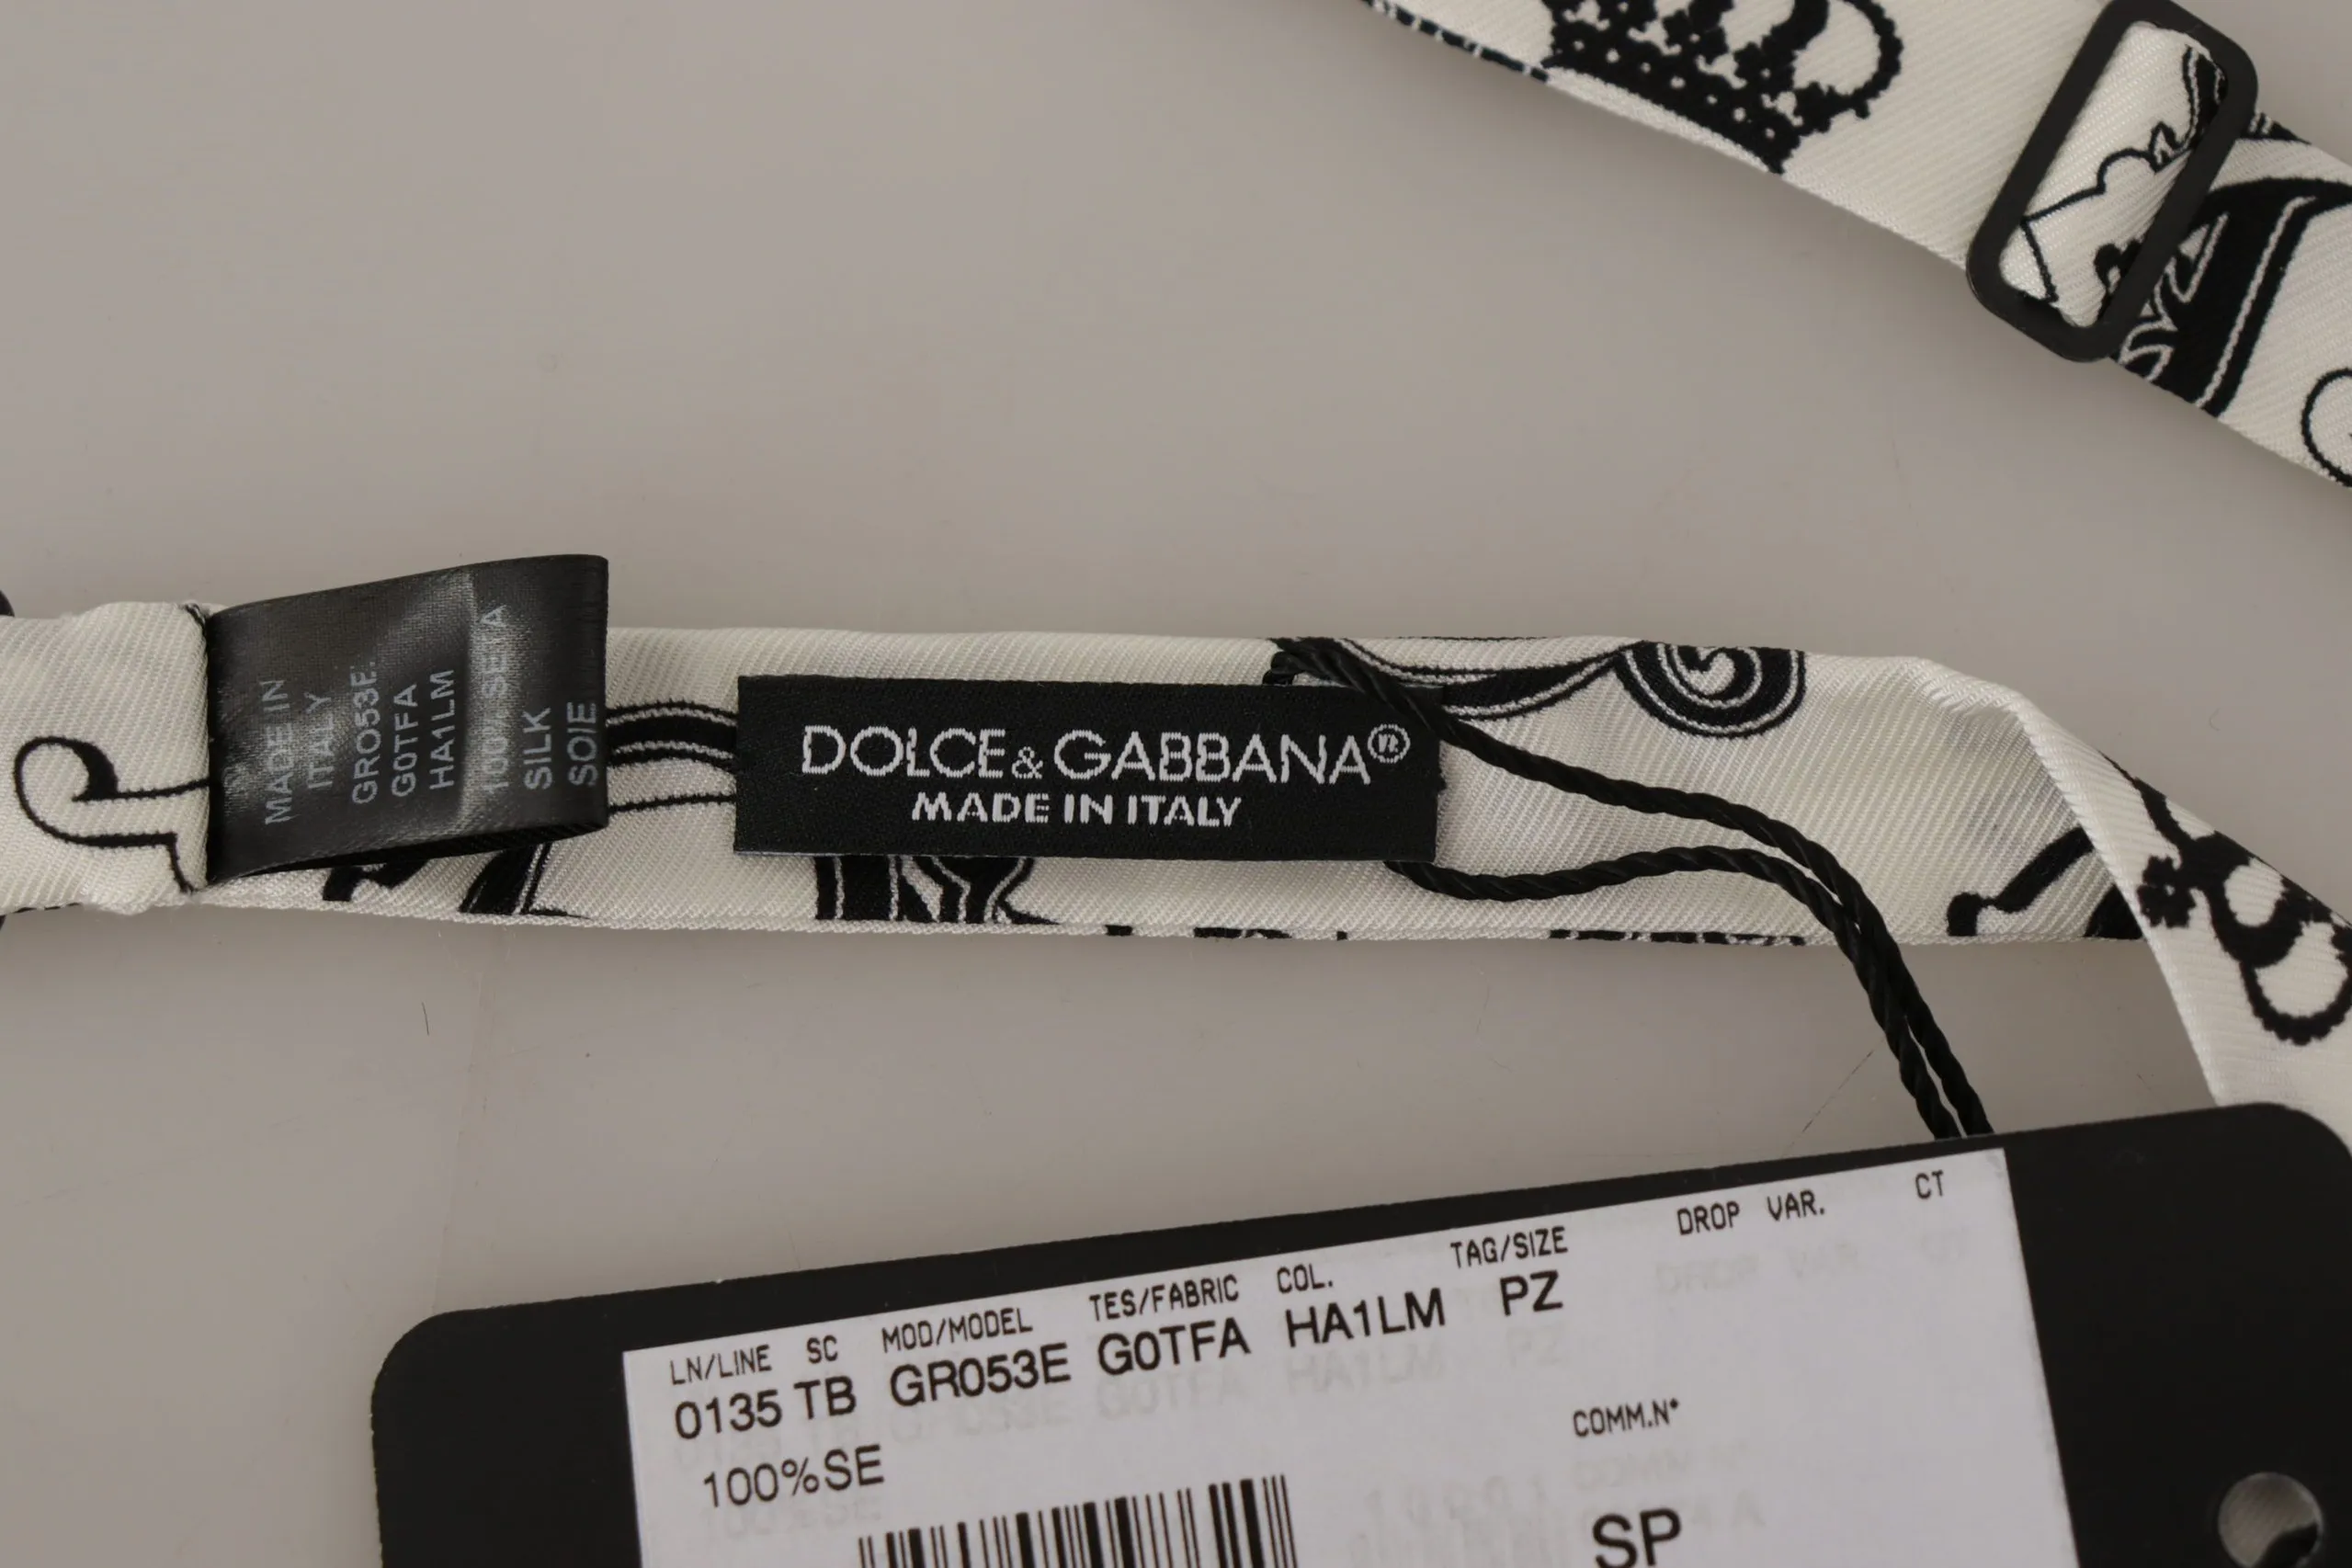 MADE IN
ITALY
GR053E
G0TFA
HA1LM
100% SETA
SILK
SOIE
DOLCE&GABBANA®
MADE IN ITALY
LN/LINE SC MOD/MODEL TES/FABRIC COL. TAG/SIZE DROP VAR. CT
0135 TB GR053E G0TFA HA1LM PZ
100%SE
COMM.N°
SP